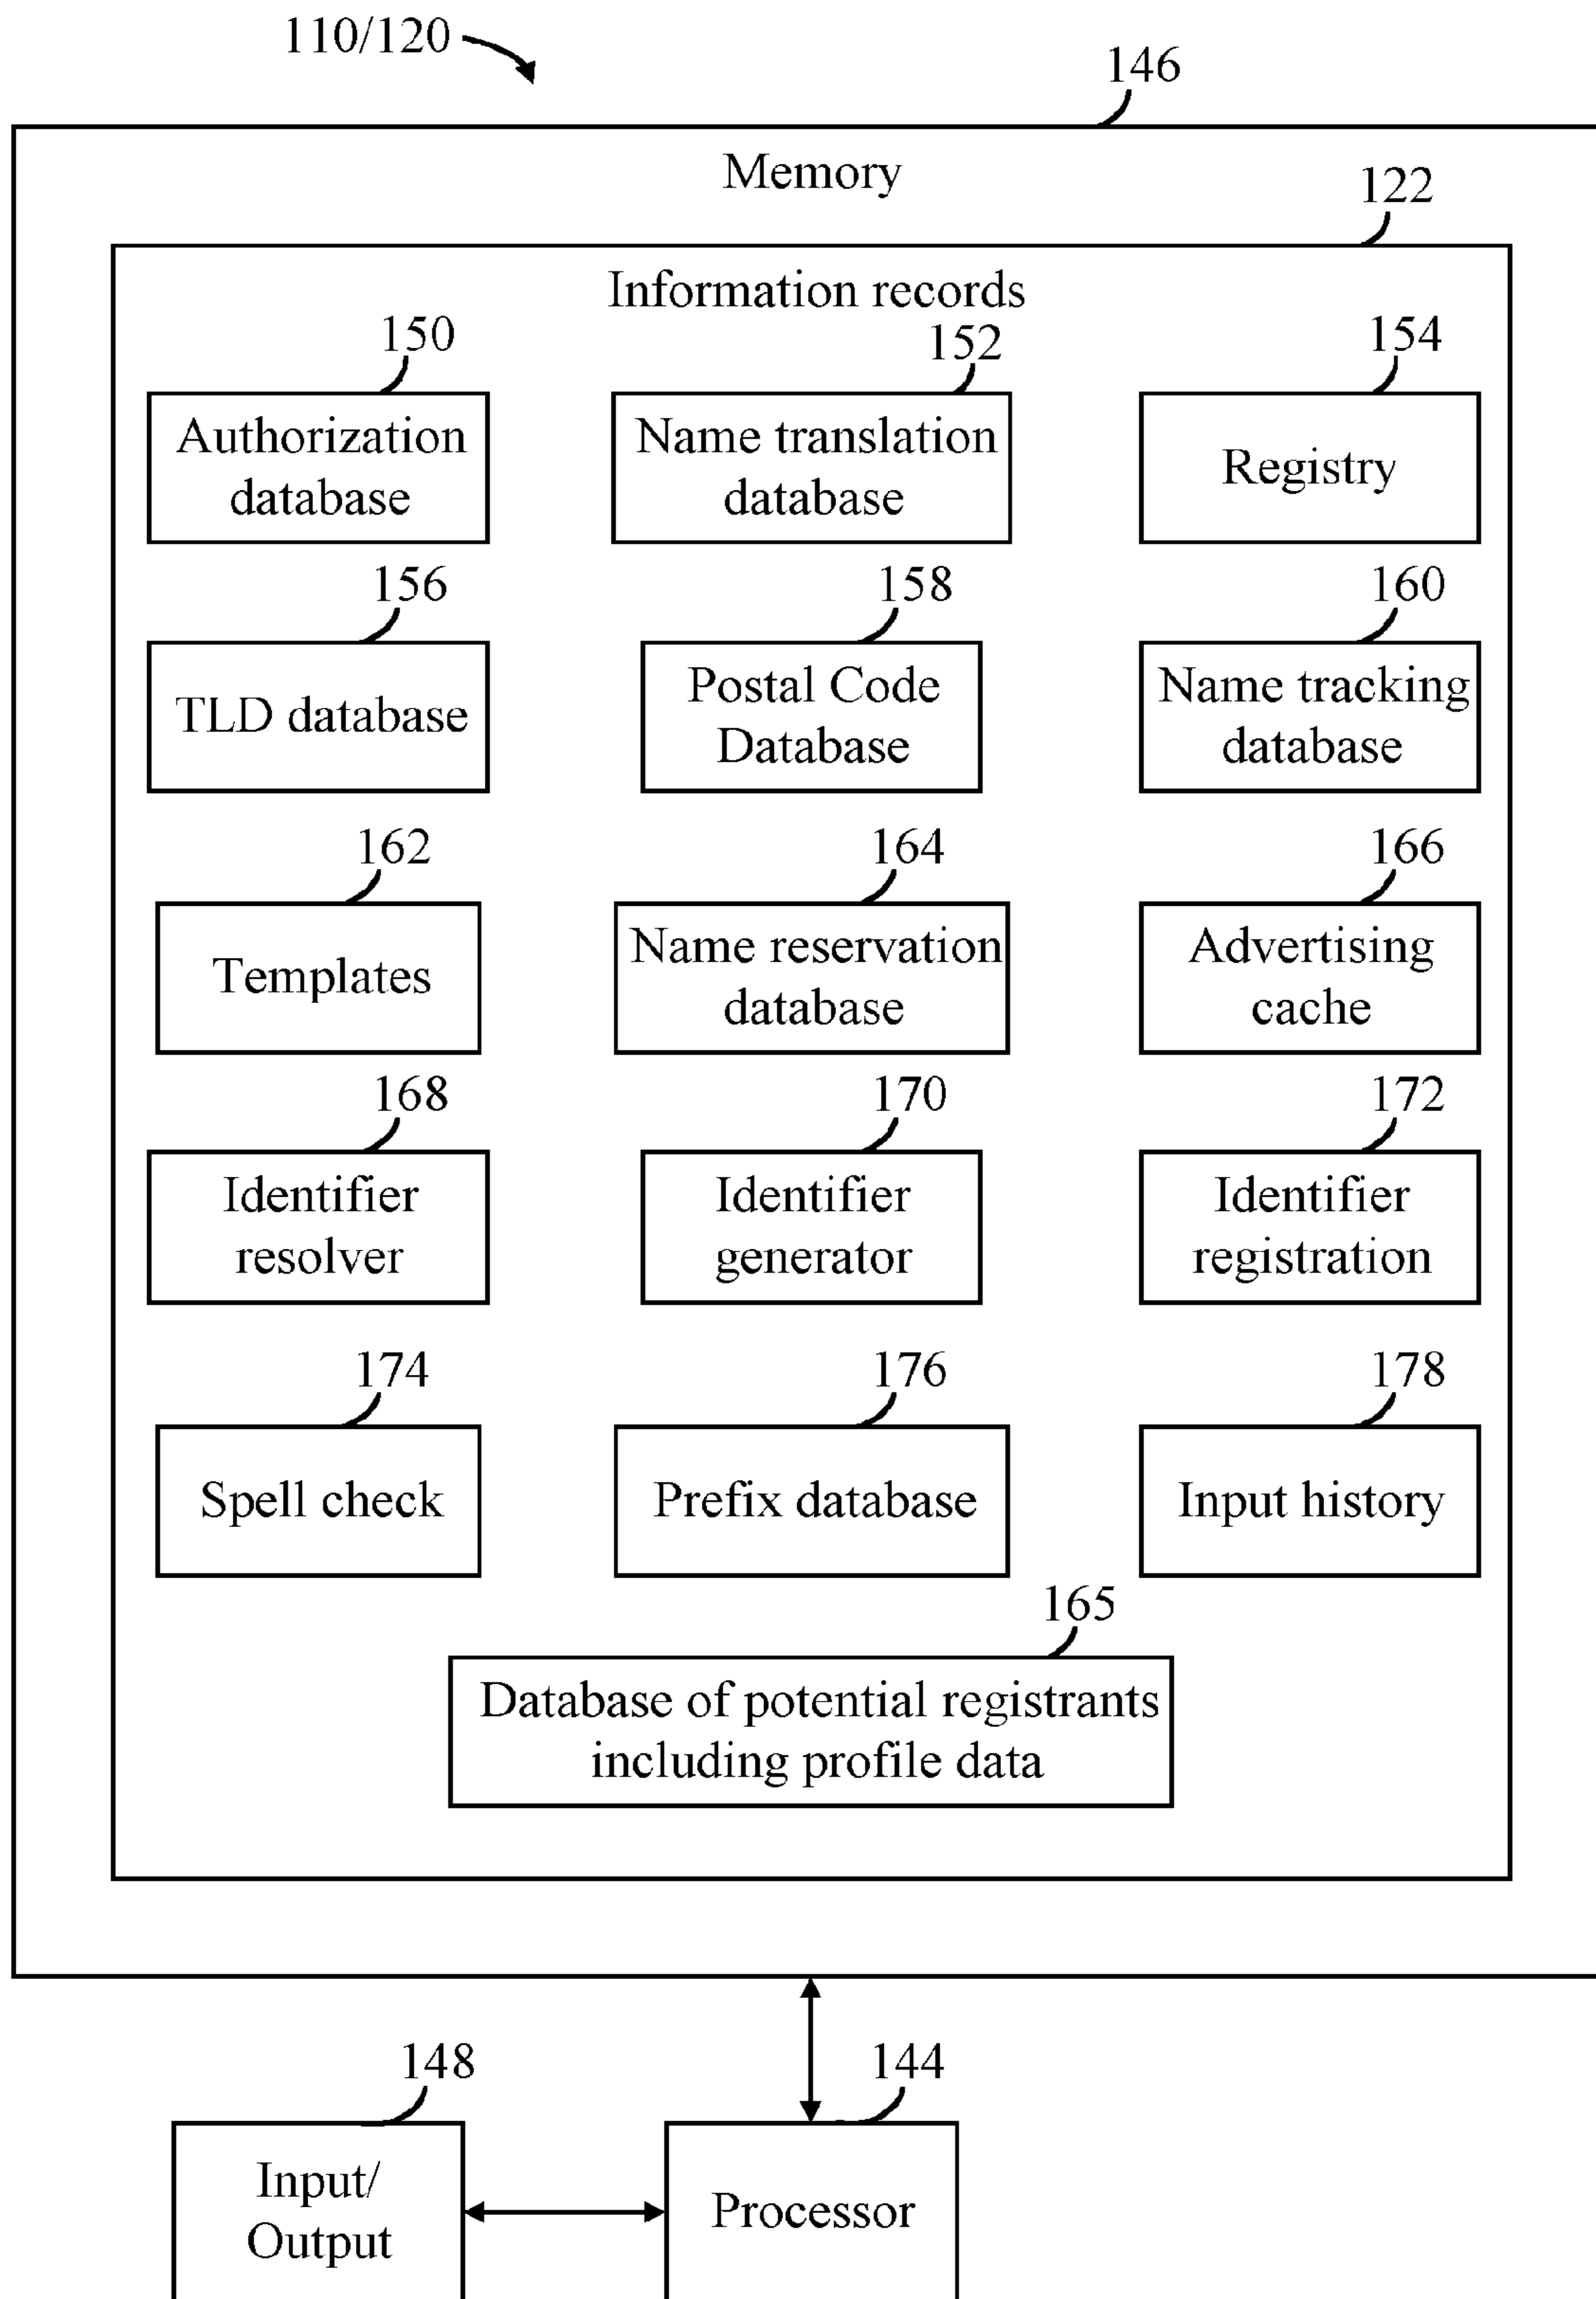 110/120
146
Memory
122
Information records
150
152
154
Authorization
database
Name translation
database
Registry
156
158
160
TLD database
Postal Code
Database
Name tracking
database
162
164
166
Templates
Name reservation
database
Advertising
cache
168
170
172
Identifier
resolver
Identifier
generator
Identifier
registration
174
176
178
Spell check
Prefix database
Input history
165
Database of potential registrants
including profile data
148
144
Input/
Output
Processor